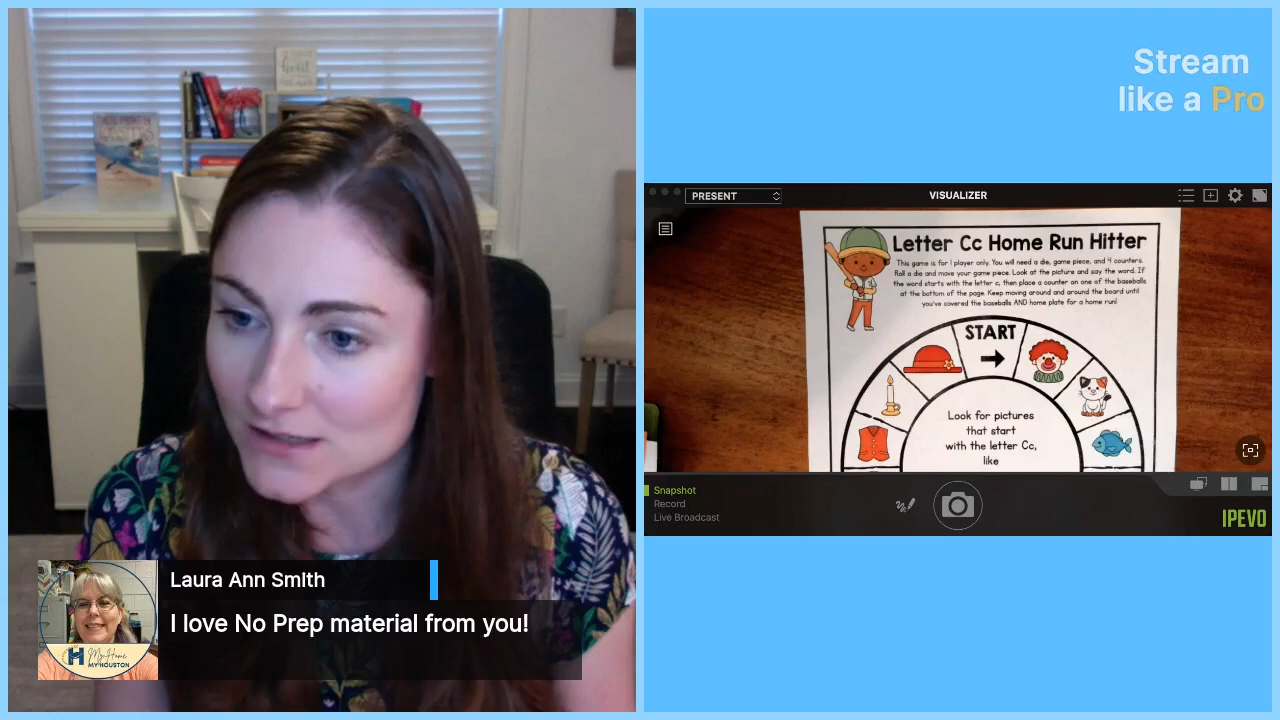 heart
Stream
like a Pro
PRESENT
VISUALIZER
Letter Cc Home Run Hitter
This game is for 1 player only. You will need a die, game piece, and 4 counters.
Roll a die and move your game piece. Look at the picture and say the word. If
the word starts with the letter c, then place a counter on one of the baseballs
at the bottom of the page. Keep moving around and around the board until
you've covered the baseballs AND home plate for a home run!
START
Look for pictures
that start
with the letter Cc,
like
Snapshot
Record
Live Broadcast
IPEVO
Laura Ann Smith
I love No Prep material from you!
H
My Home
MY HOUSTON